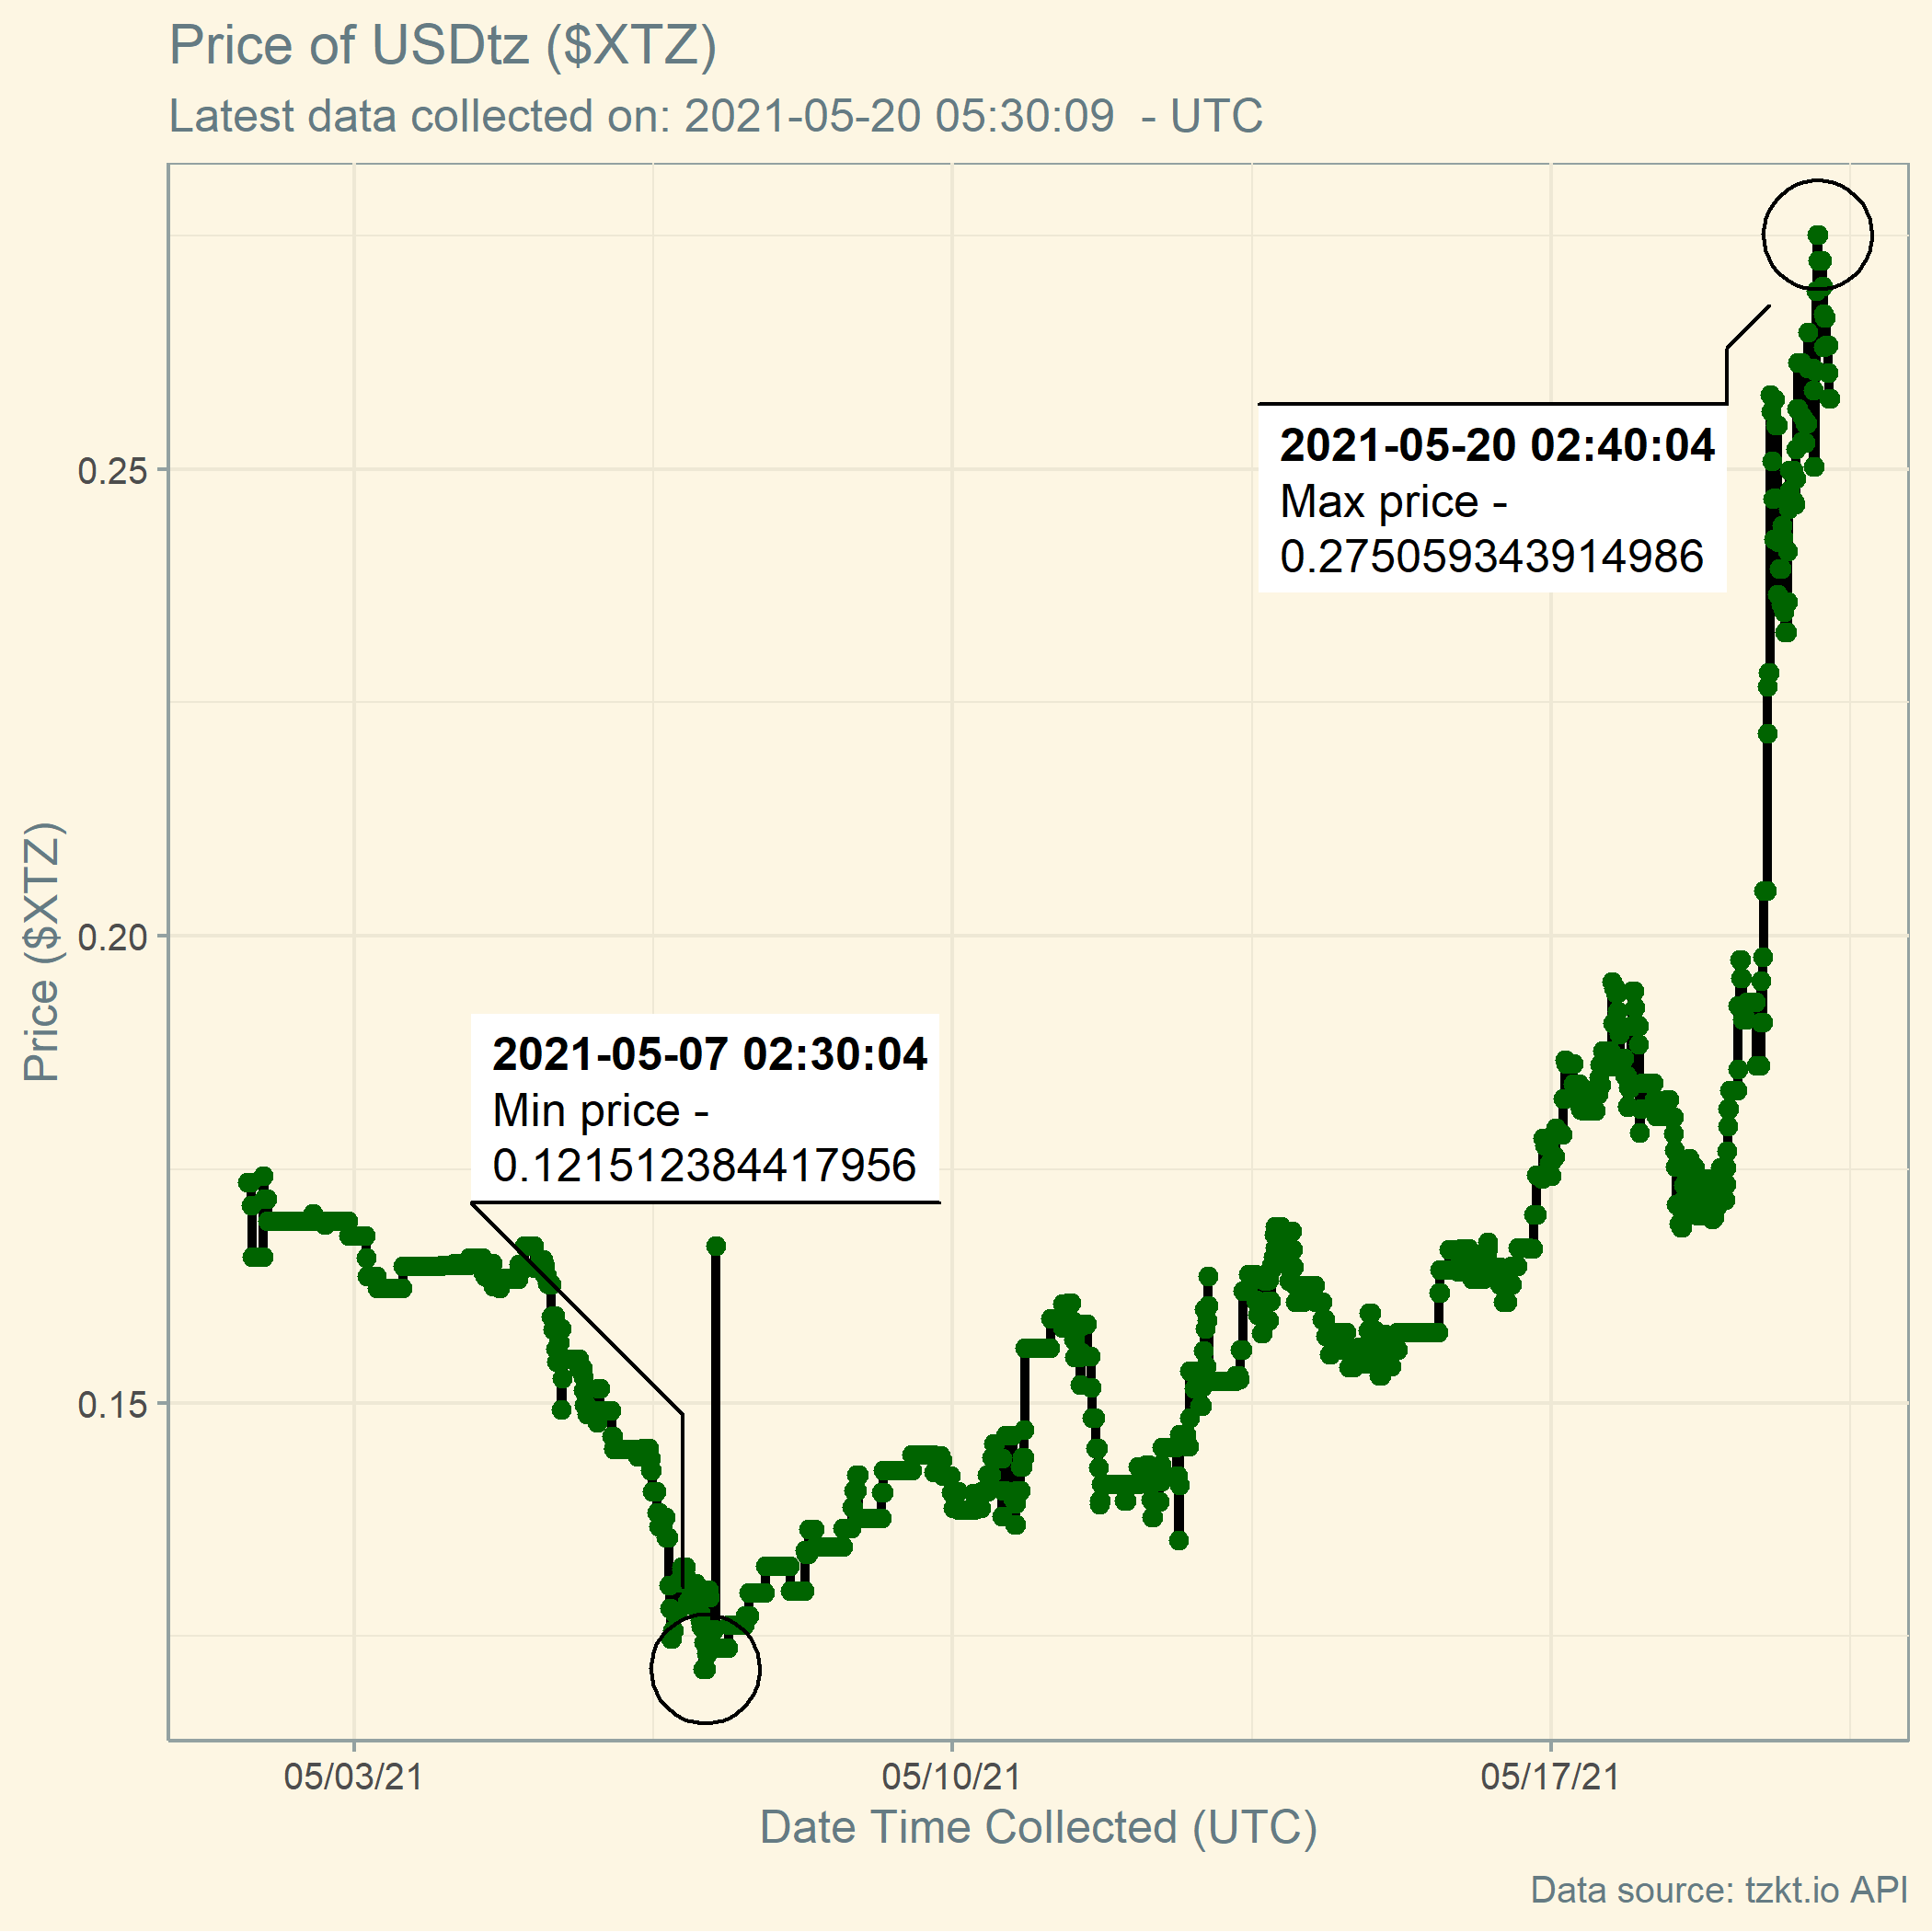 Price of USDtz ($XTZ)
Latest data collected on: 2021-05-20 05:30:09  - UTC
2021-05-20 02:40:04
Max price -
0.275059343914986
2021-05-07 02:30:04
Min price -
0.121512384417956
Price ($XTZ)
0.25
0.20
0.15
05/03/21
05/10/21
05/17/21
Date Time Collected (UTC)
Data source: tzkt.io API